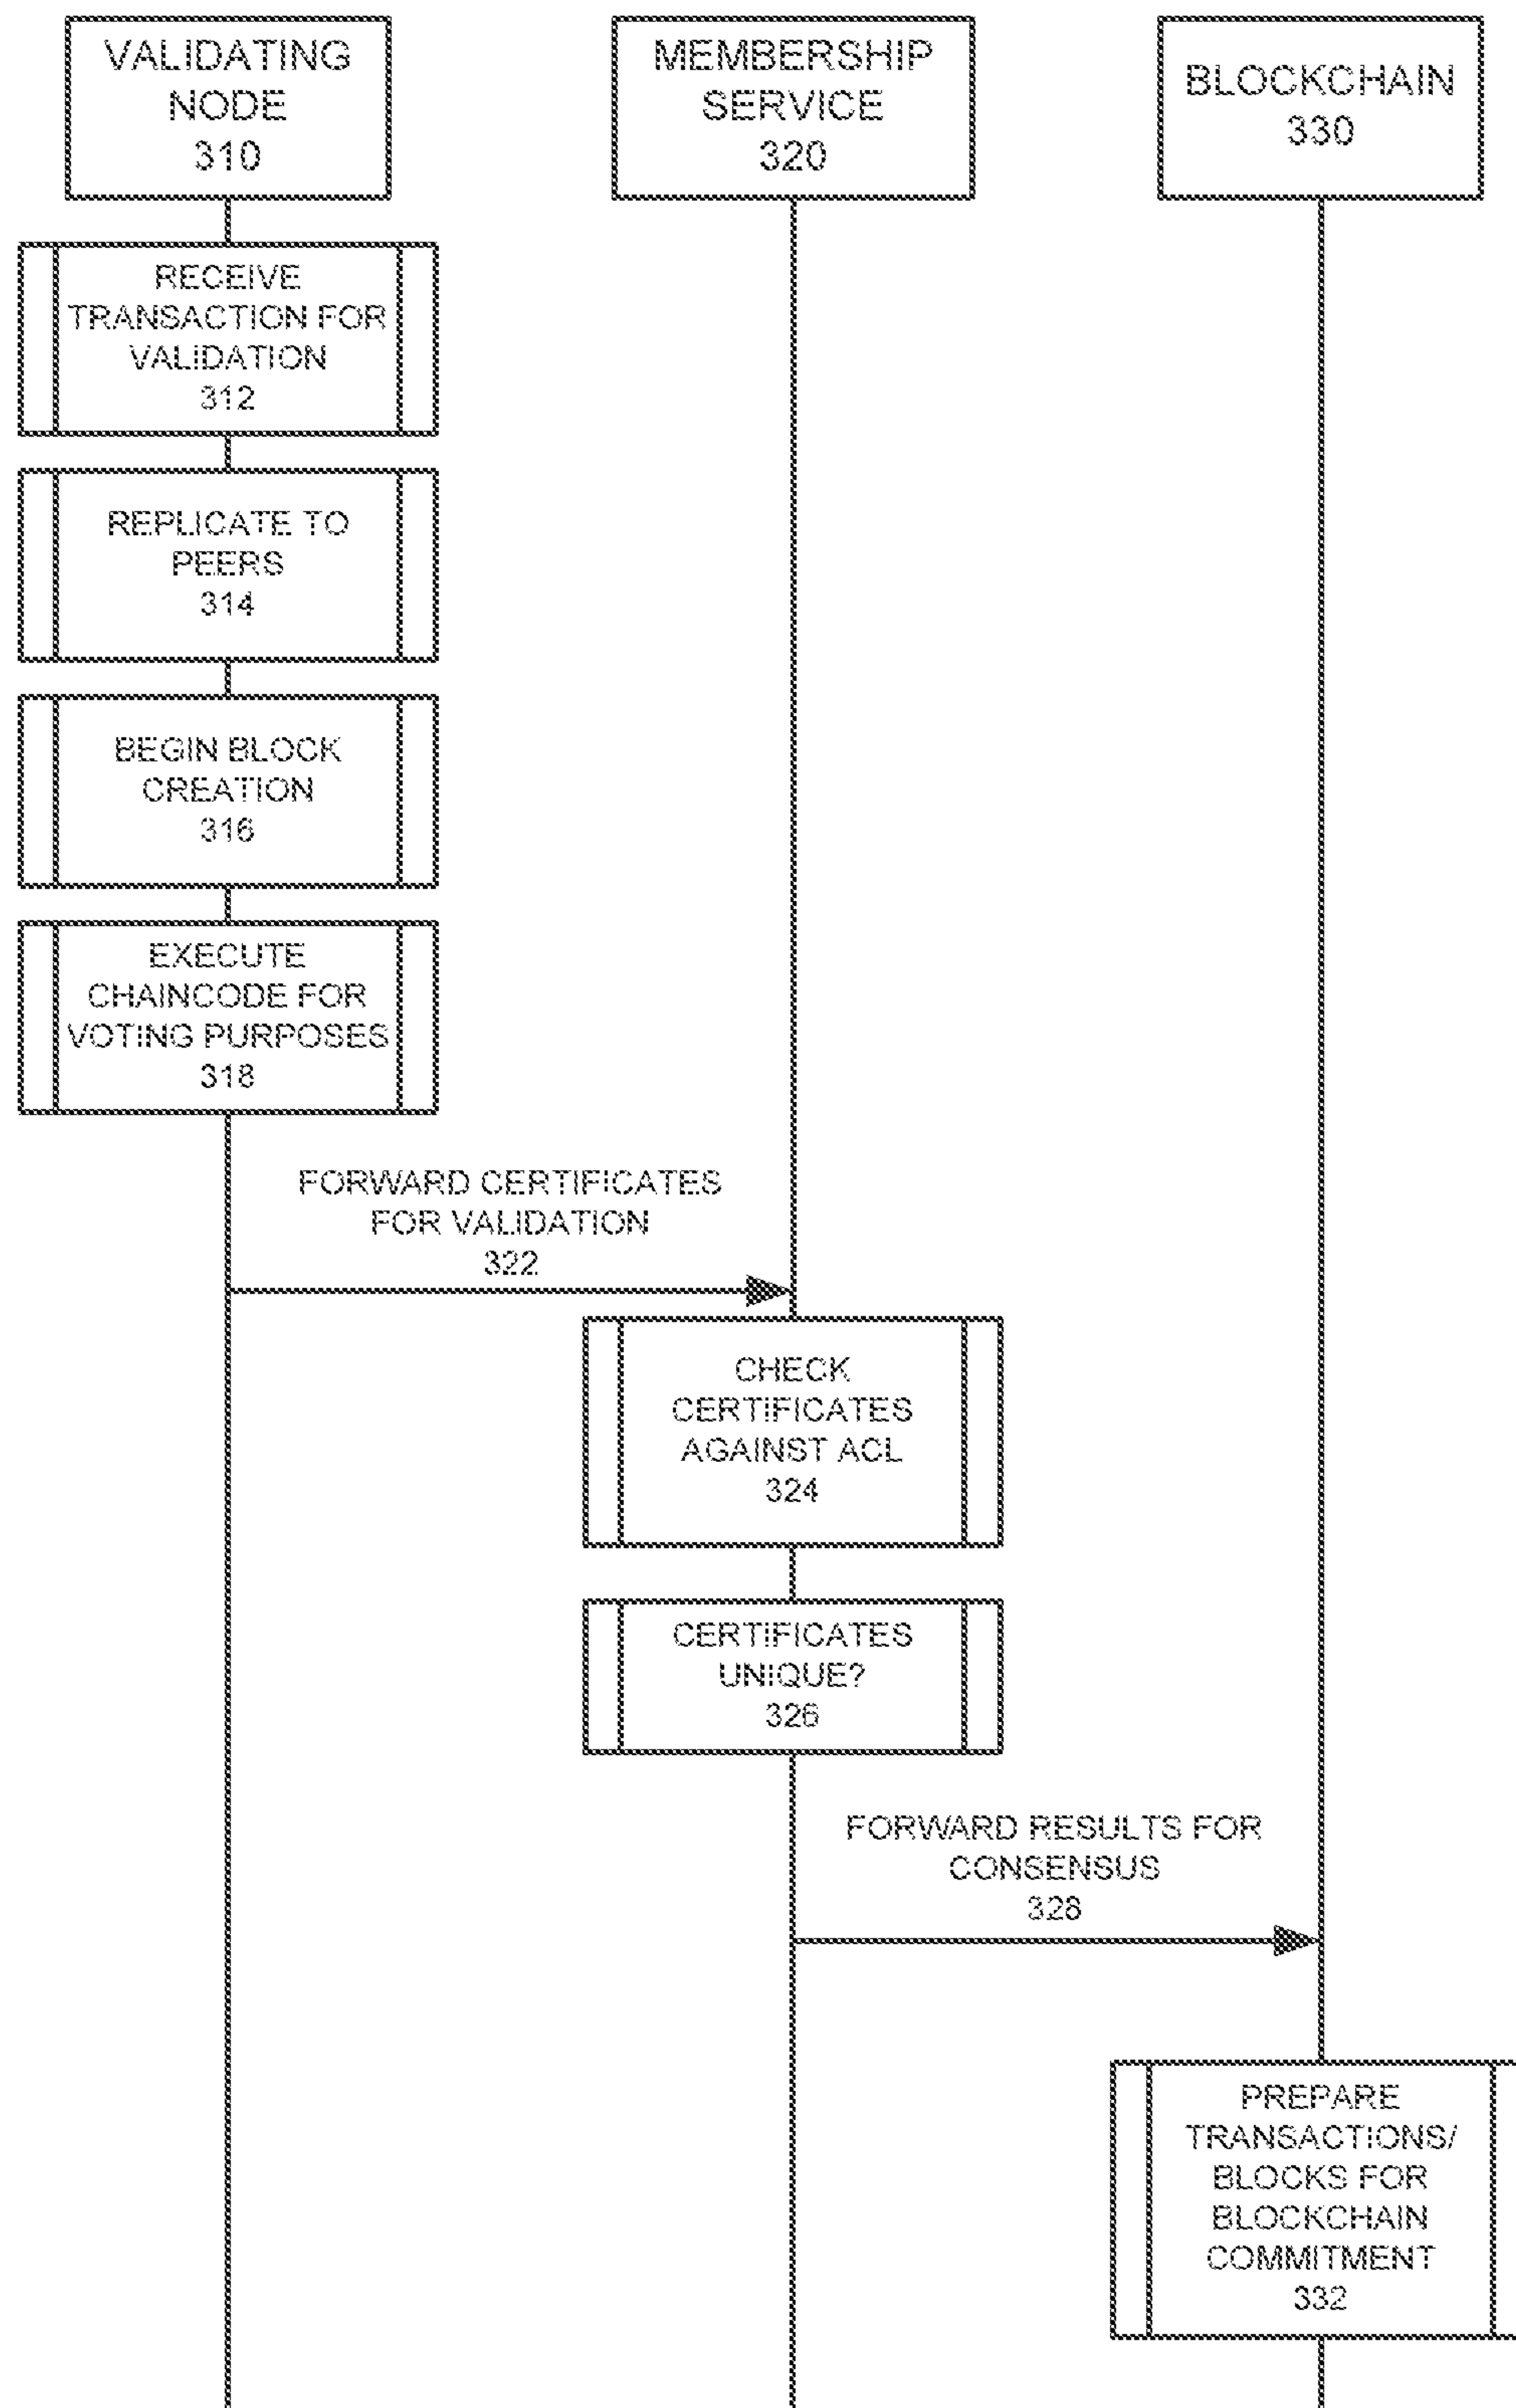 VALIDATING
NODE
310
MEMBERSHIP
SERVICE
320
BLOCKCHAIN
330
RECEIVE
TRANSACTION FOR
VALIDATION
312
REPLICATE TO
PEERS
314
BEGIN BLOCK
CREATION
316
EXECUTE
CHAINCODE FOR
VOTING PURPOSES
318
FORWARD CERTIFICATES
FOR VALIDATION
322
CHECK
CERTIFICATES
AGAINST ACL
324
CERTIFICATES
UNIQUE?
326
FORWARD RESULTS FOR
CONSENSUS
328
PREPARE
TRANSACTIONS/
BLOCKS FOR
BLOCKCHAIN
COMMITMENT
332